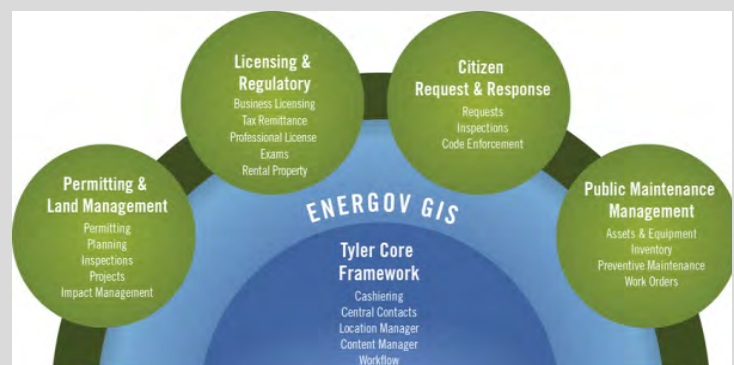 Licensing &
Regulatory
Business Licensing
Tax Remittance
Professional License
Exams
Rental Property
Citizen
Request & Response
Requests
Inspections
Code Enforcement
Permitting &
Land Management
Permitting
Planning
Inspections
Projects
Impact Management
Public Maintenance
Management
Assets & Equipment
Inventory
Preventive Maintenance
Work Orders
ENERGOV GIS
Tyler Core
Framework
Cashiering
Central Contacts
Location Manager
Content Manager
Workflow